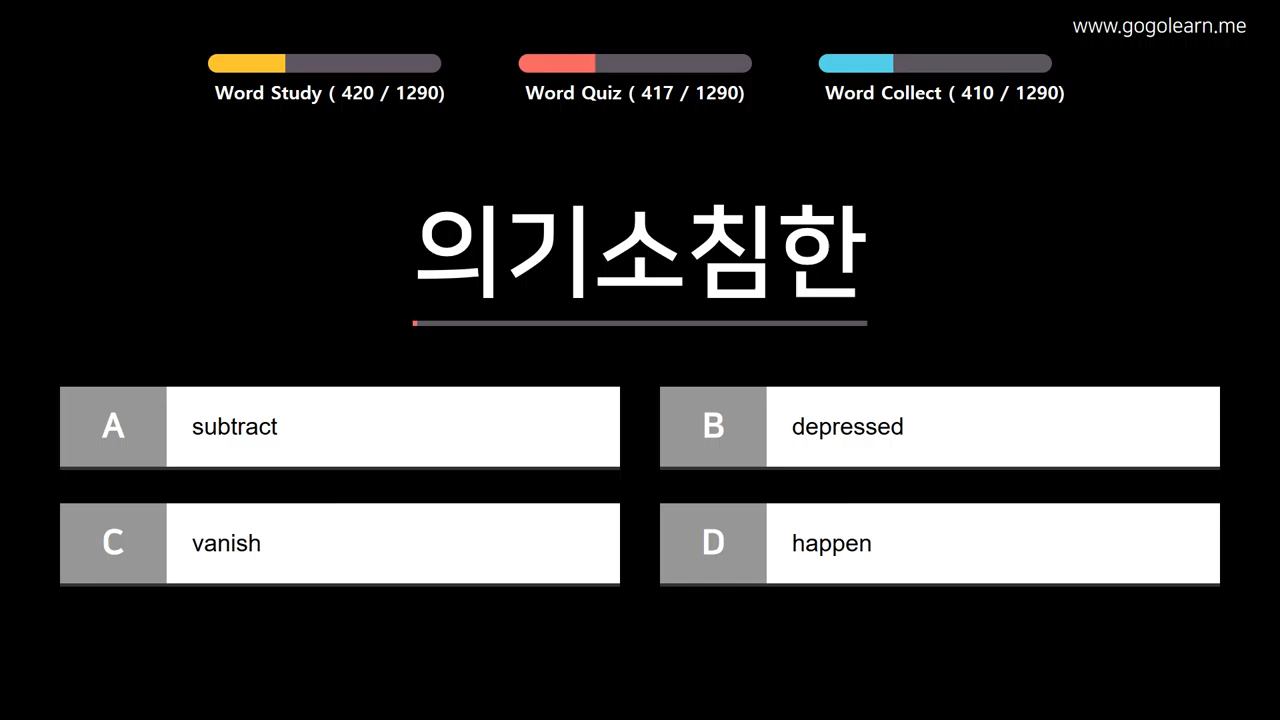 www.gogolearn.me
Word Study ( 420 / 1290)
Word Quiz ( 417 / 1290)
Word Collect ( 410 / 1290)
의기소침한
A
subtract
B
depressed
C
vanish
D
happen